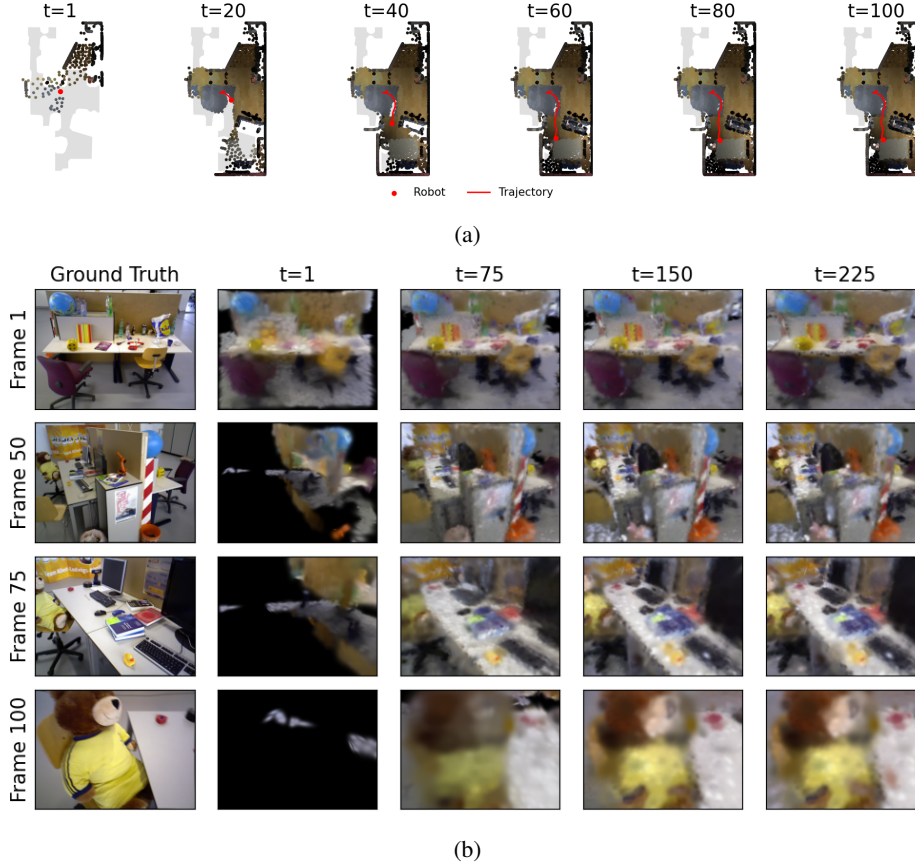 t=1 t=20 t=40 t=60 t=80 t=100
Robot Trajectory
(a)
Ground Truth t=1 t=75 t=150 t=225
Frame 1
Frame 50
Frame 75
Frame 100
(b)